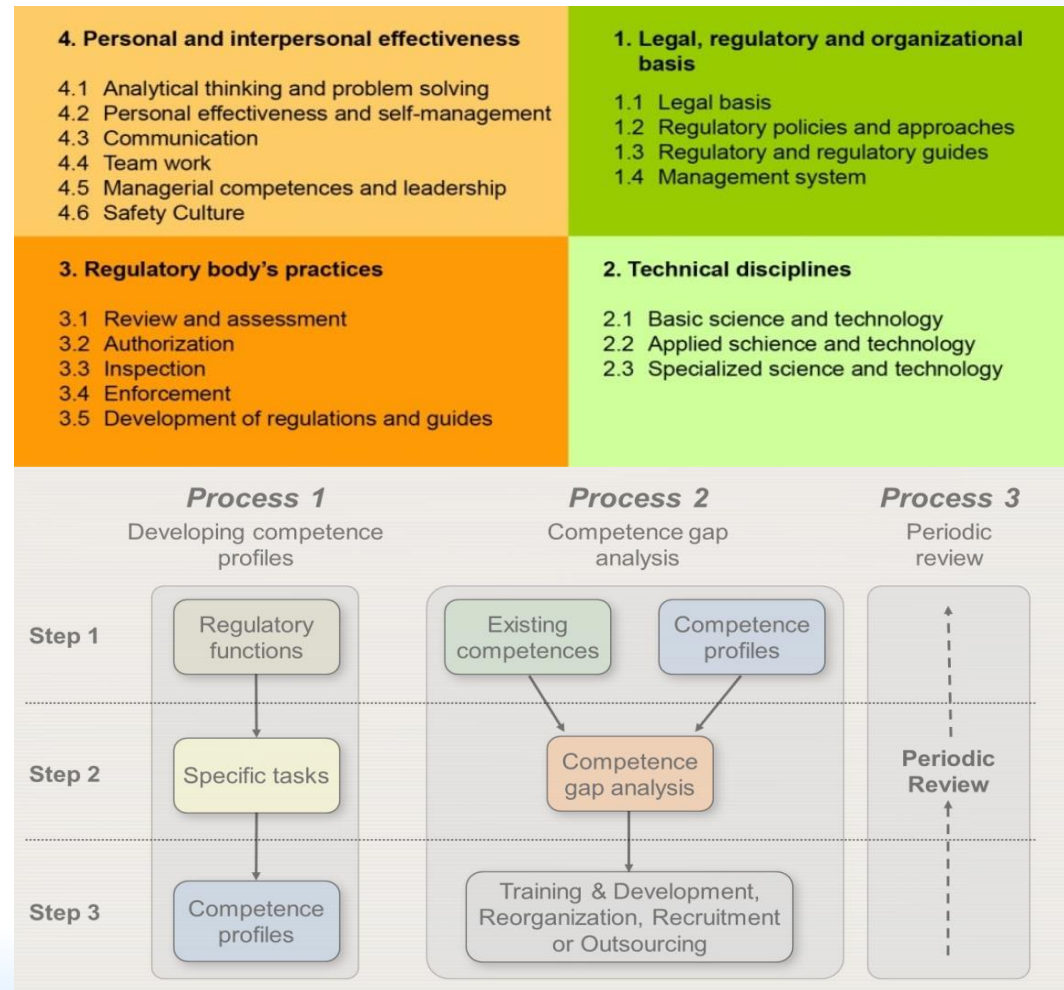 4. Personal and interpersonal effectiveness
4.1 Analytical thinking and problem solving
4.2 Personal effectiveness and self-management
4.3 Communication
4.4 Team work
4.5 Managerial competences and leadership
4.6 Safety Culture
1. Legal, regulatory and organizational
basis
1.1 Legal basis
1.2 Regulatory policies and approaches
1.3 Regulatory and regulatory guides
1.4 Management system
3. Regulatory body's practices
3.1 Review and assessment
3.2 Authorization
3.3 Inspection
3.4 Enforcement
3.5 Development of regulations and guides
2. Technical disciplines
2.1 Basic science and technology
2.2 Applied schience and technology
2.3 Specialized science and technology
Process 1
Developing competence
profiles
Process 2
Competence gap
analysis
Process 3
Periodic
review
Step 1
Regulatory
functions
Existing
competences
Competence
profiles
Step 2
Specific tasks
Competence
gap analysis
Periodic
Review
Step 3
Competence
profiles
Training & Development,
Reorganization, Recruitment
or Outsourcing